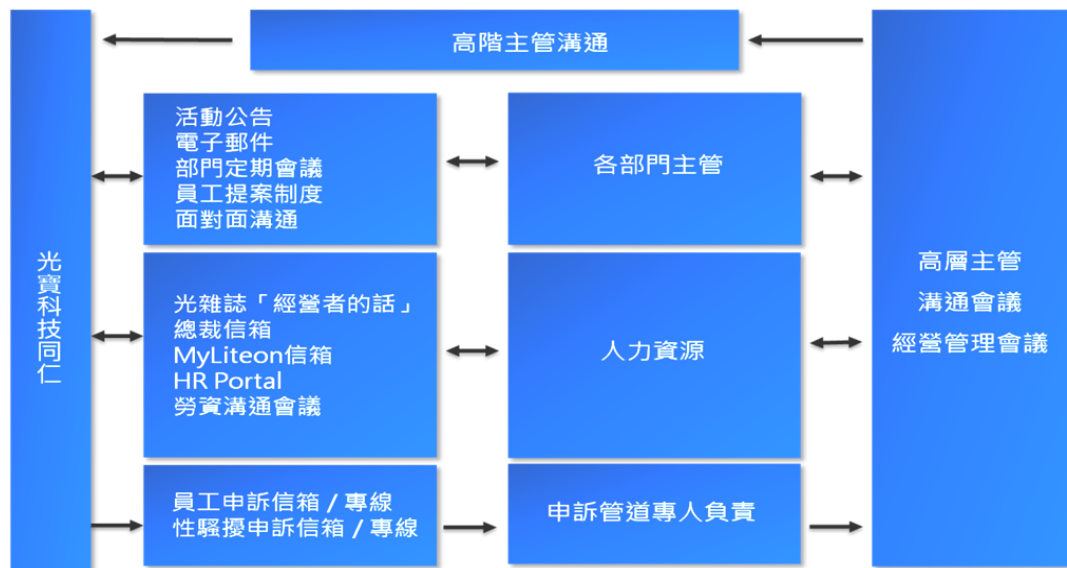 高階主管溝通
活動公告
電子郵件
部門定期會議
員工提案制度
面對面溝通
各部門主管
光寶科技同仁
光雜誌「經營者的話」
總裁信箱
MyLiteon信箱
HR Portal
勞資溝通會議
人力資源
高層主管
溝通會議
經營管理會議
員工申訴信箱 / 專線
性騷擾申訴信箱 / 專線
申訴管道專人負責